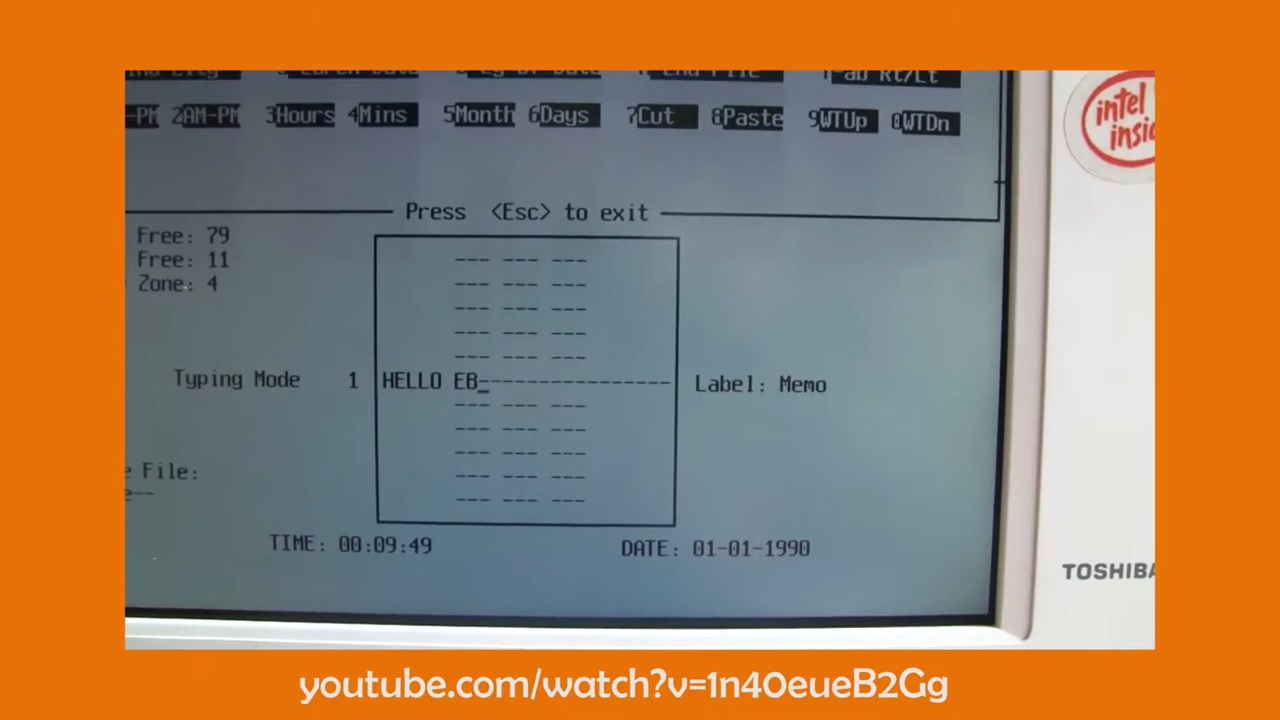 2AM-PM 3Hours 4Mins 5Month 6Days 7Cut 8Paste 9WTUp 0WTDn
intel
inside
Press <Esc> to exit
Free: 79
Free: 11
Zone: 4
Typing Mode 1 HELLO EB_ Label: Memo
File:
TIME: 00:09:49 DATE: 01-01-1990
TOSHIBA
youtube.com/watch?v=1n40eueB2Gg